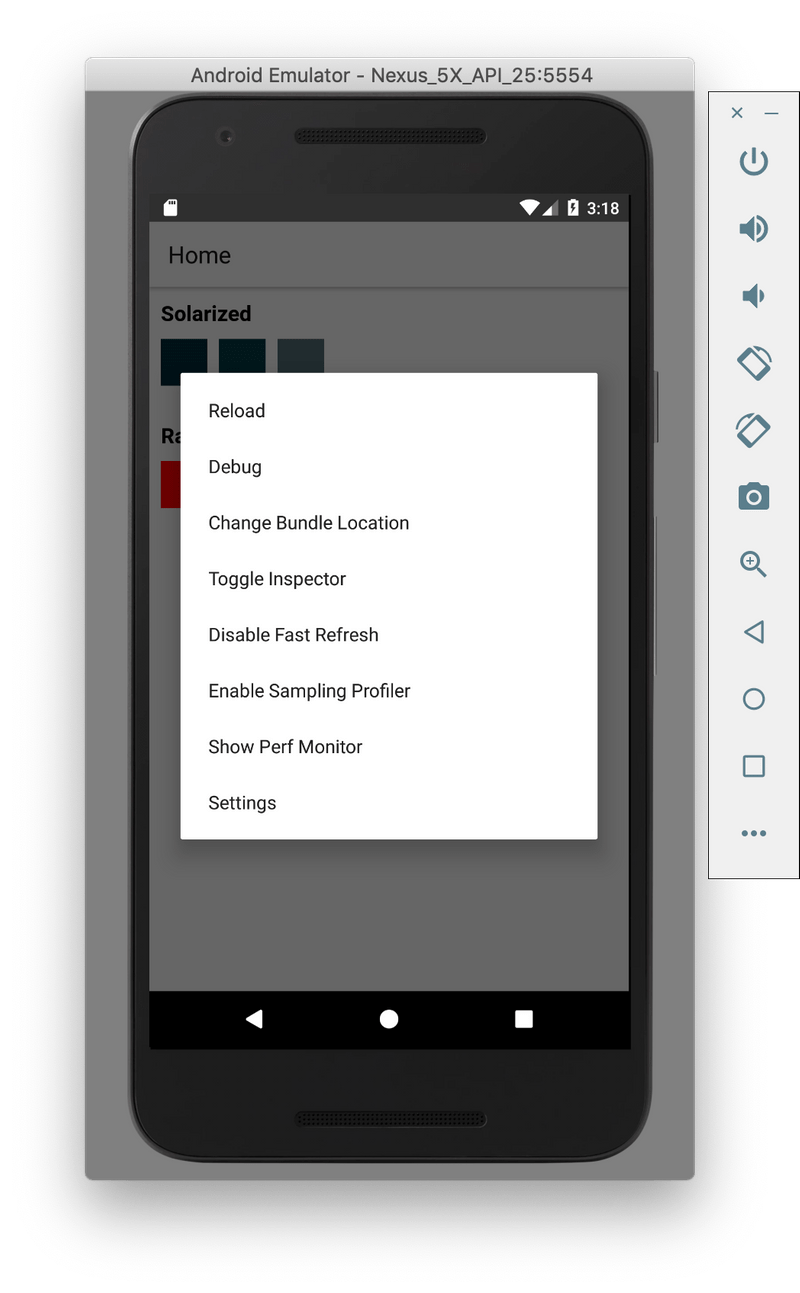 Android Emulator - Nexus_5X_API_25:5554
3:18
Home
Solarized
Ra
Reload
Debug
Change Bundle Location
Toggle Inspector
Disable Fast Refresh
Enable Sampling Profiler
Show Perf Monitor
Settings